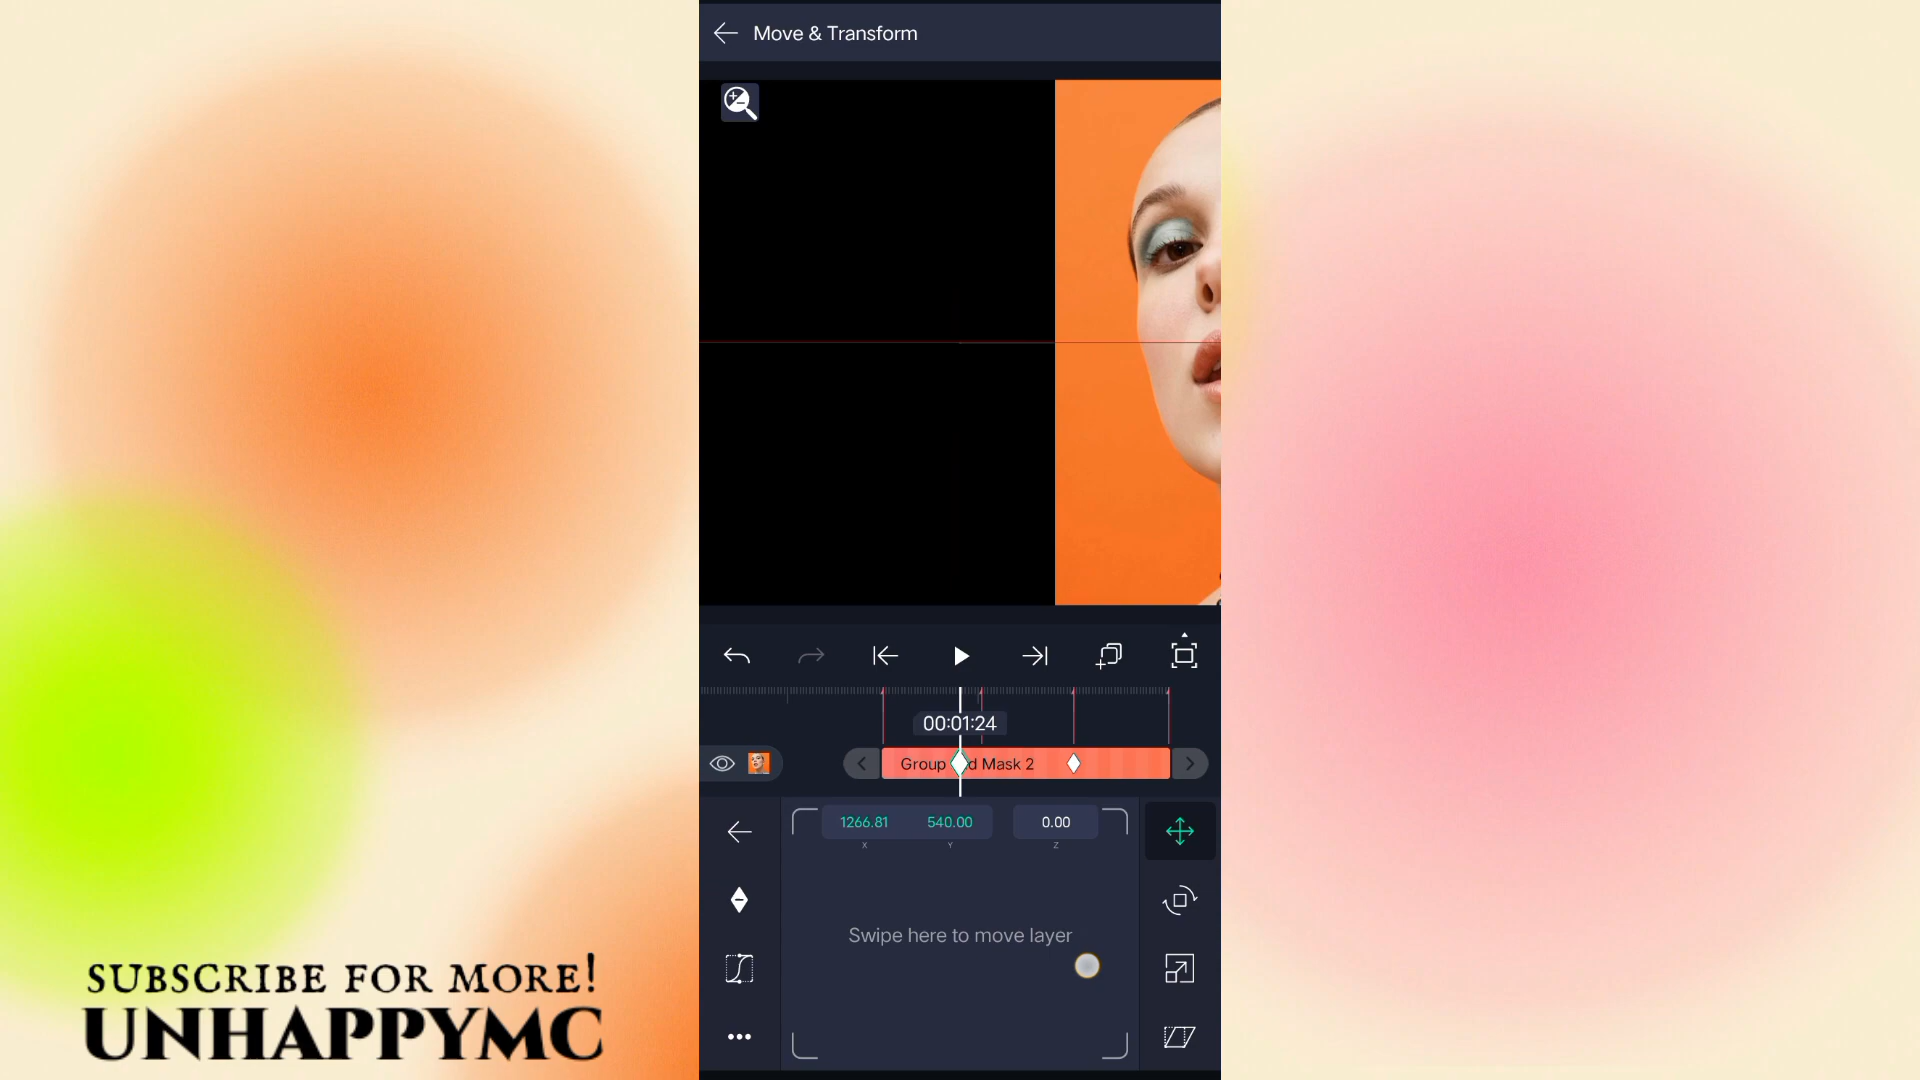 Move & Transform
00:01:24
Group d Mask 2
1266.81 540.00 0.00
X Y Z
Swipe here to move layer
SUBSCRIBE FOR MORE!
UNHAPPYMC